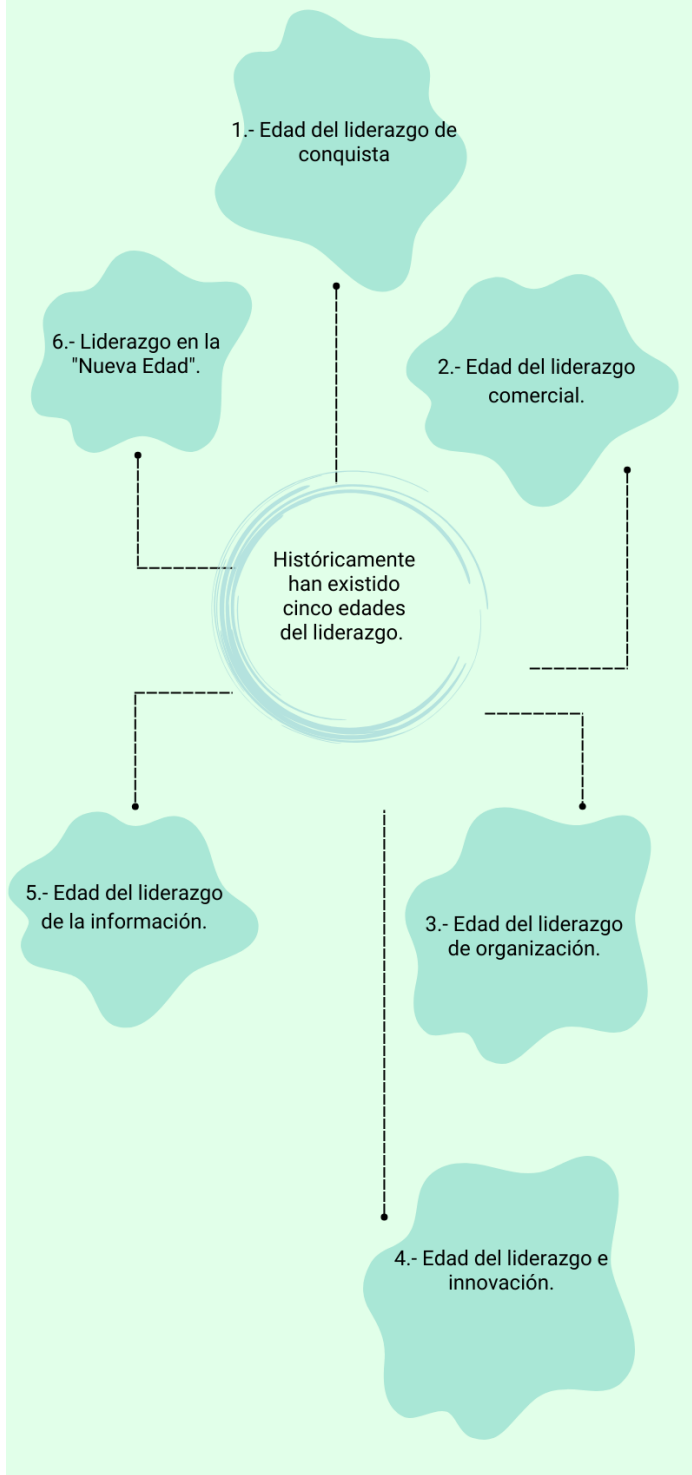 1.- Edad del liderazgo de
conquista
6.- Liderazgo en la
"Nueva Edad".
2.- Edad del liderazgo
comercial.
Históricamente
han existido
cinco edades
del liderazgo.
5.- Edad del liderazgo
de la información.
3.- Edad del liderazgo
de organización.
4.- Edad del liderazgo e
innovación.